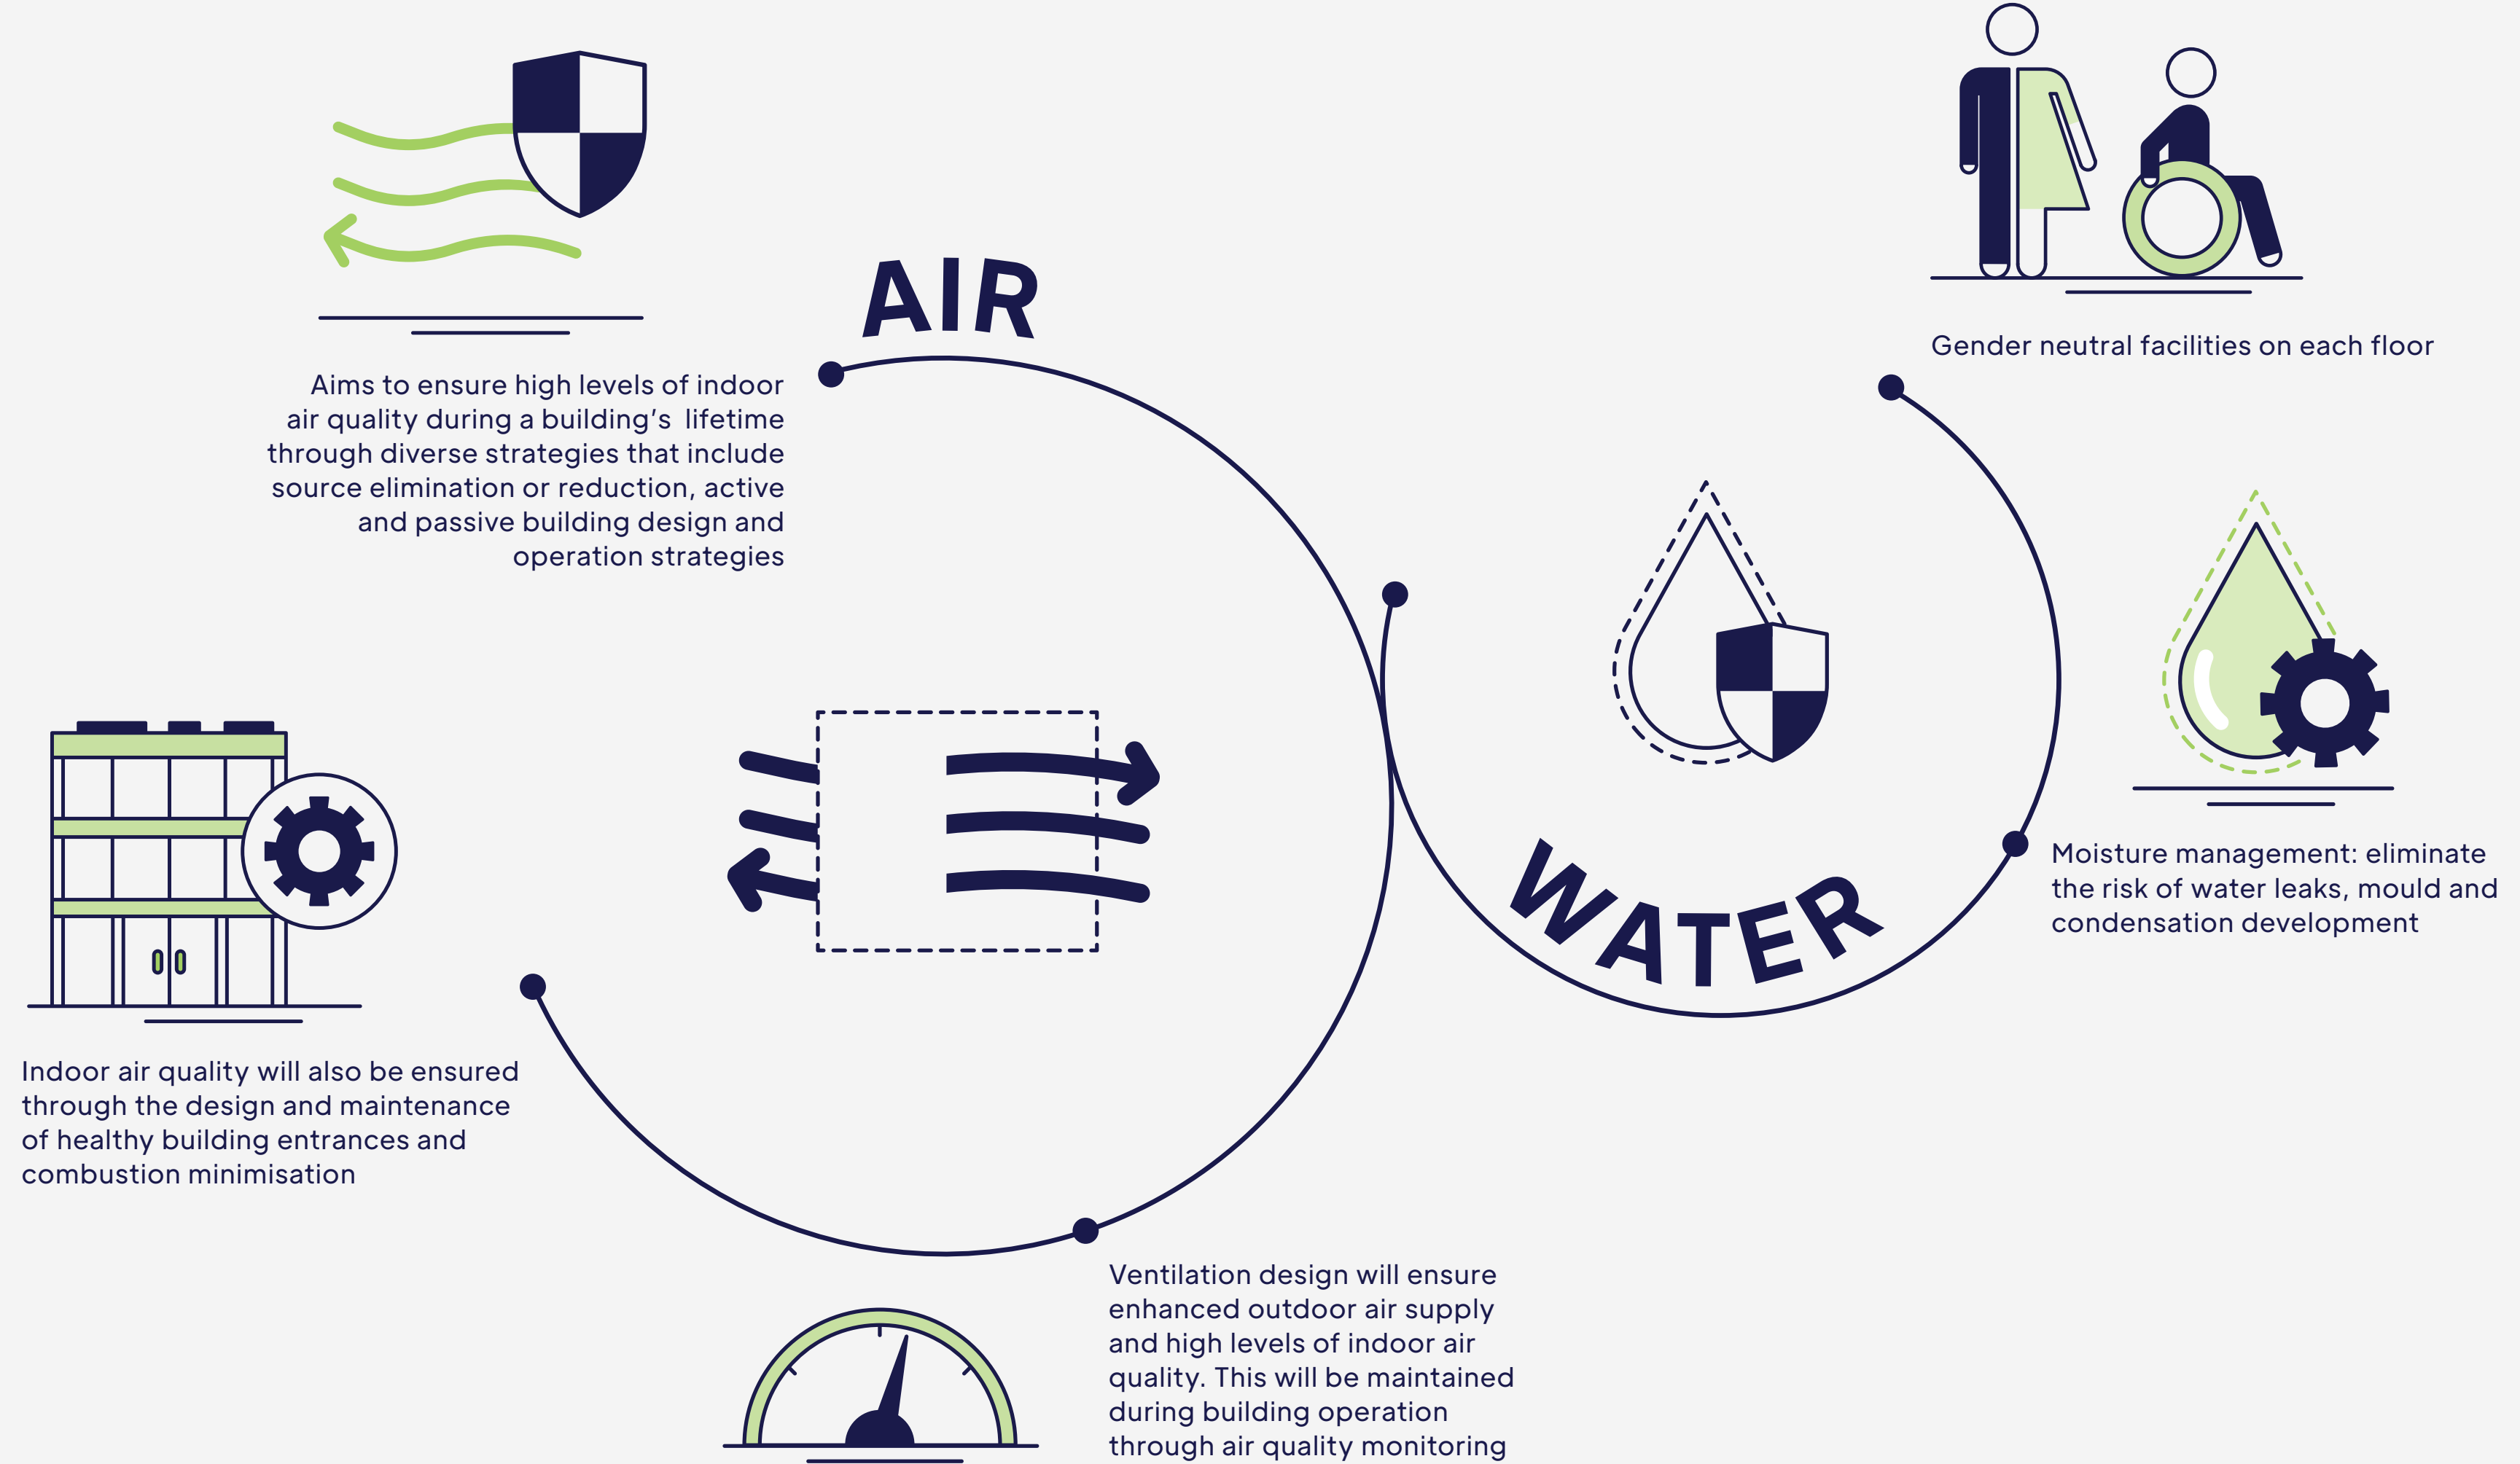 AIR
Aims to ensure high levels of indoor
air quality during a building's  lifetime
through diverse strategies that include
source elimination or reduction, active
and passive building design and
operation strategies
Indoor air quality will also be ensured
through the design and maintenance
of healthy building entrances and
combustion minimisation
Ventilation design will ensure
enhanced outdoor air supply
and high levels of indoor air
quality. This will be maintained
during building operation
through air quality monitoring
WATER
Gender neutral facilities on each floor
Moisture management: eliminate
the risk of water leaks, mould and
condensation development